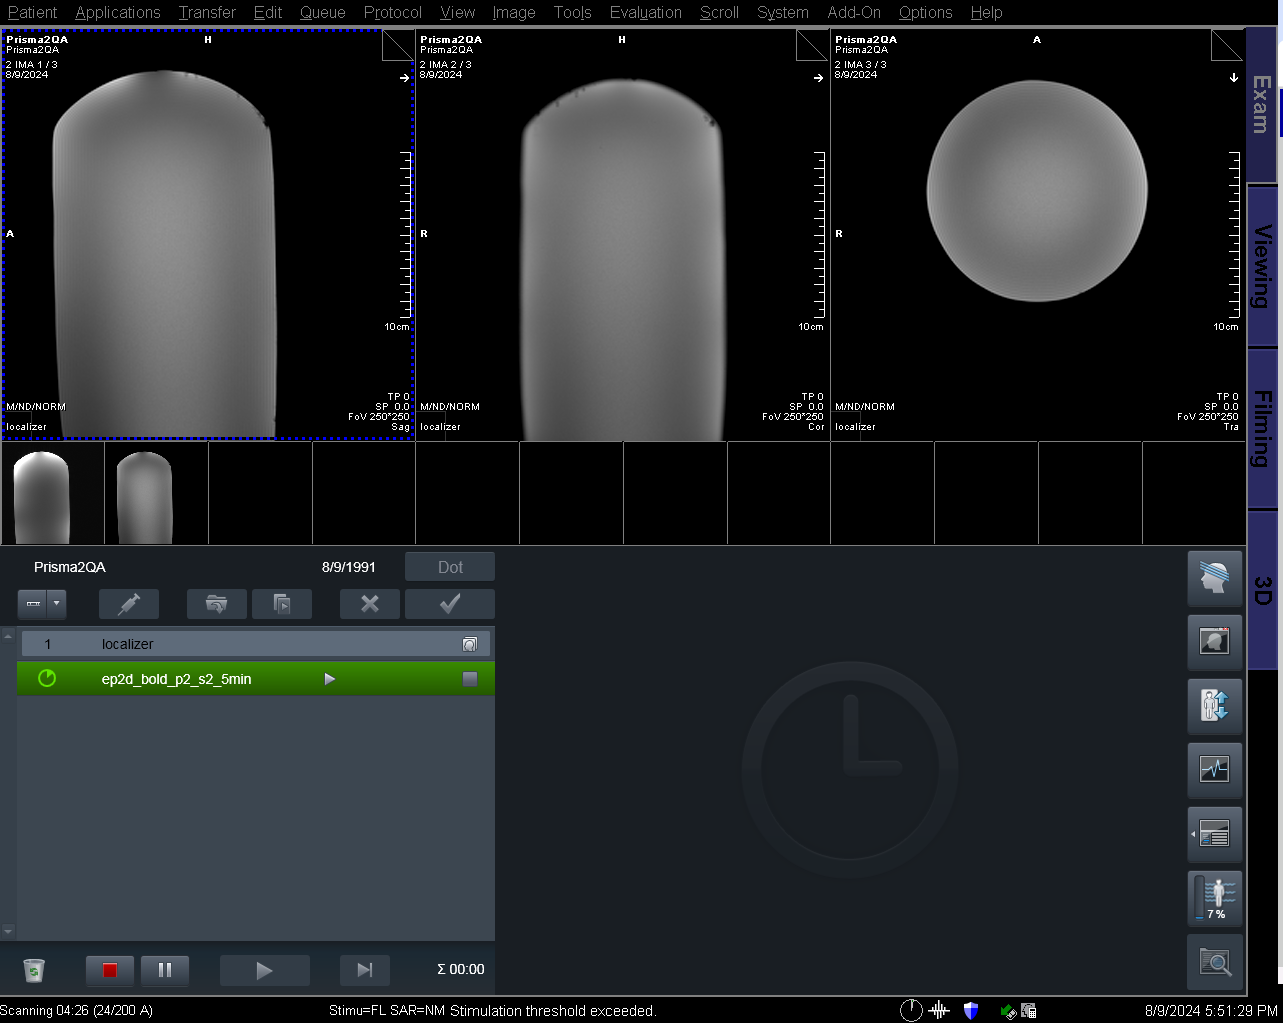 Patient Applications Transfer Edit Queue Protocol View Image Tools Evaluation Scroll System Add-On Options Help
Prisma2QA
Prisma2QA
2 IMA 1 / 3
8/9/2024
H
A
10cm
TP 0
M/ND/NORM SP 0.0
FoV 250*250
localizer Sag
Prisma2QA
Prisma2QA
2 IMA 2 / 3
8/9/2024
H
R
10cm
TP 0
M/ND/NORM SP 0.0
FoV 250*250
localizer Cor
Prisma2QA
Prisma2QA
2 IMA 3 / 3
8/9/2024
A
R
10cm
TP 0
M/ND/NORM SP 0.0
FoV 250*250
localizer Tra
Exam
Viewing
Filming
3D
Prisma2QA 8/9/1991 Dot
1 localizer
ep2d_bold_p2_s2_5min
7 %
Σ 00:00
Scanning 04:26 (24/200 A) Stimu=FL SAR=NM Stimulation threshold exceeded. 8/9/2024 5:51:29 PM